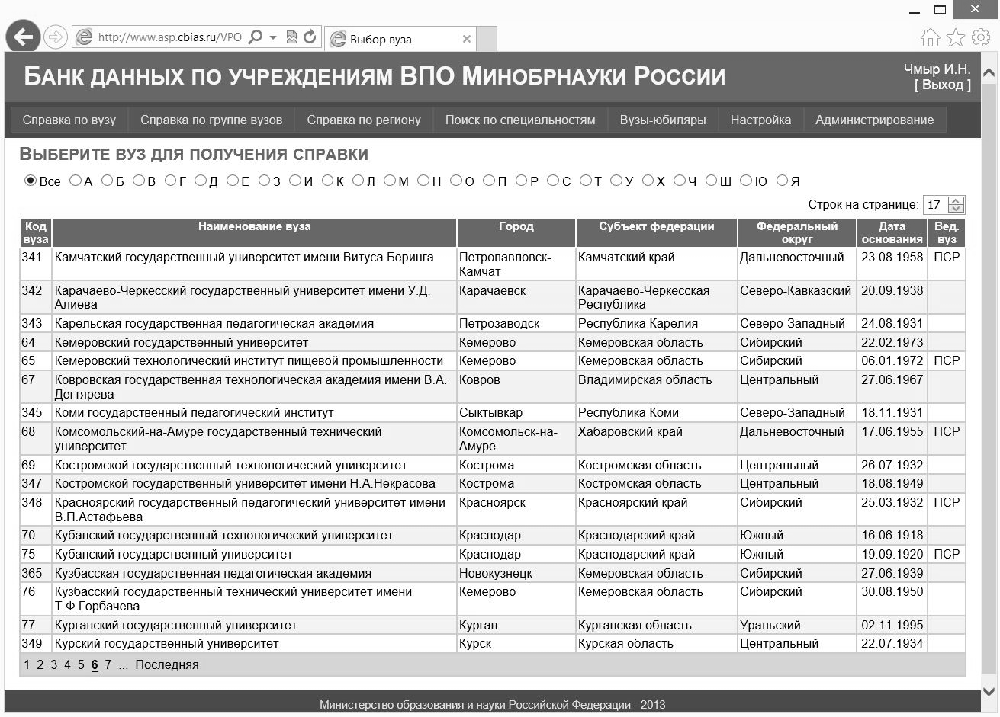 http://www.asp.cbias.ru/VPO
Выбор вуза
Банк данных по учреждениям ВПО Минобрнауки России
Чмыр И.Н.
[ Выход ]
Справка по вузу Справка по группе вузов Справка по региону Поиск по специальностям Вузы-юбиляры Настройка Администрирование
Выберите вуз для получения справки
Все А Б В Г Д Е З И К Л М Н О П Р С Т У Х Ч Ш Ю Я
Строк на странице: 17
Код вуза Наименование вуза Город Субъект федерации Федеральный округ Дата основания Вед. вуз
341 Камчатский государственный университет имени Витуса Беринга Петропавловск- Камчатский край Дальневосточный 23.08.1958 ПСР
Камчат
342 Карачаево-Черкесский государственный университет имени У.Д. Карачаевск Карачаево-Черкесская Северо-Кавказский 20.09.1938
Алиева Республика
343 Карельская государственная педагогическая академия Петрозаводск Республика Карелия Северо-Западный 24.08.1931
64 Кемеровский государственный университет Кемерово Кемеровская область Сибирский 22.02.1973
65 Кемеровский технологический институт пищевой промышленности Кемерово Кемеровская область Сибирский 06.01.1972 ПСР
67 Ковровская государственная технологическая академия имени В.А. Ковров Владимирская область Центральный 27.06.1967
Дегтярева
345 Коми государственный педагогический институт Сыктывкар Республика Коми Северо-Западный 18.11.1931
68 Комсомольский-на-Амуре государственный технический Комсомольск-на- Хабаровский край Дальневосточный 17.06.1955 ПСР
университет Амуре
69 Костромской государственный технологический университет Кострома Костромская область Центральный 26.07.1932
347 Костромской государственный университет имени Н.А.Некрасова Кострома Костромская область Центральный 18.08.1949
348 Красноярский государственный педагогический университет имени Красноярск Красноярский край Сибирский 25.03.1932 ПСР
В.П.Астафьева
70 Кубанский государственный технологический университет Краснодар Краснодарский край Южный 16.06.1918
75 Кубанский государственный университет Краснодар Краснодарский край Южный 19.09.1920 ПСР
365 Кузбасская государственная педагогическая академия Новокузнецк Кемеровская область Сибирский 27.06.1939
76 Кузбасский государственный технический университет имени Кемерово Кемеровская область Сибирский 30.08.1950
Т.Ф.Горбачева
77 Курганский государственный университет Курган Курганская область Уральский 02.11.1995
349 Курский государственный университет Курск Курская область Центральный 22.07.1934
1 2 3 4 5 6 7 ... Последняя
Министерство образования и науки Российской Федерации - 2013